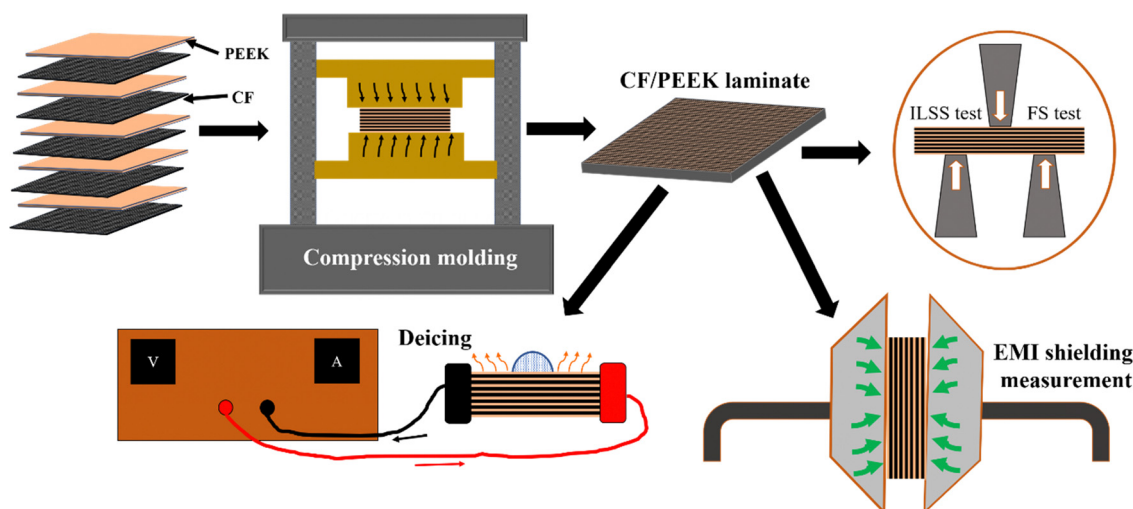 PEEK
CF
Compression molding
CF/PEEK laminate
ILSS test
FS test
V
A
Deicing
EMI shielding
measurement